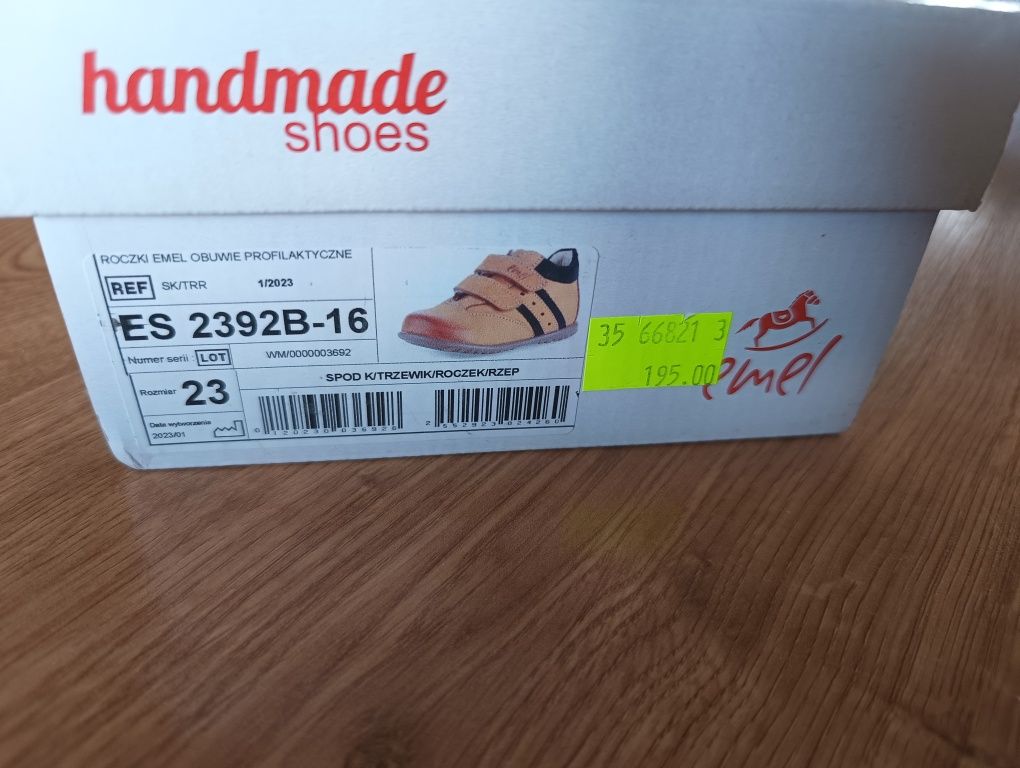 handmade
shoes
ROCZKI EMEL OBUWIE PROFILAKTYCZNE
REF SK/TRR 1/2023
ES 2392B-16
Numer serii: LOT WM/0000003692
SPOD K/TRZEWIK/ROCZEK/RZEP
Rozmiar 23
Data wytworzenia
2023/01
35 66821 3
195.00
emel